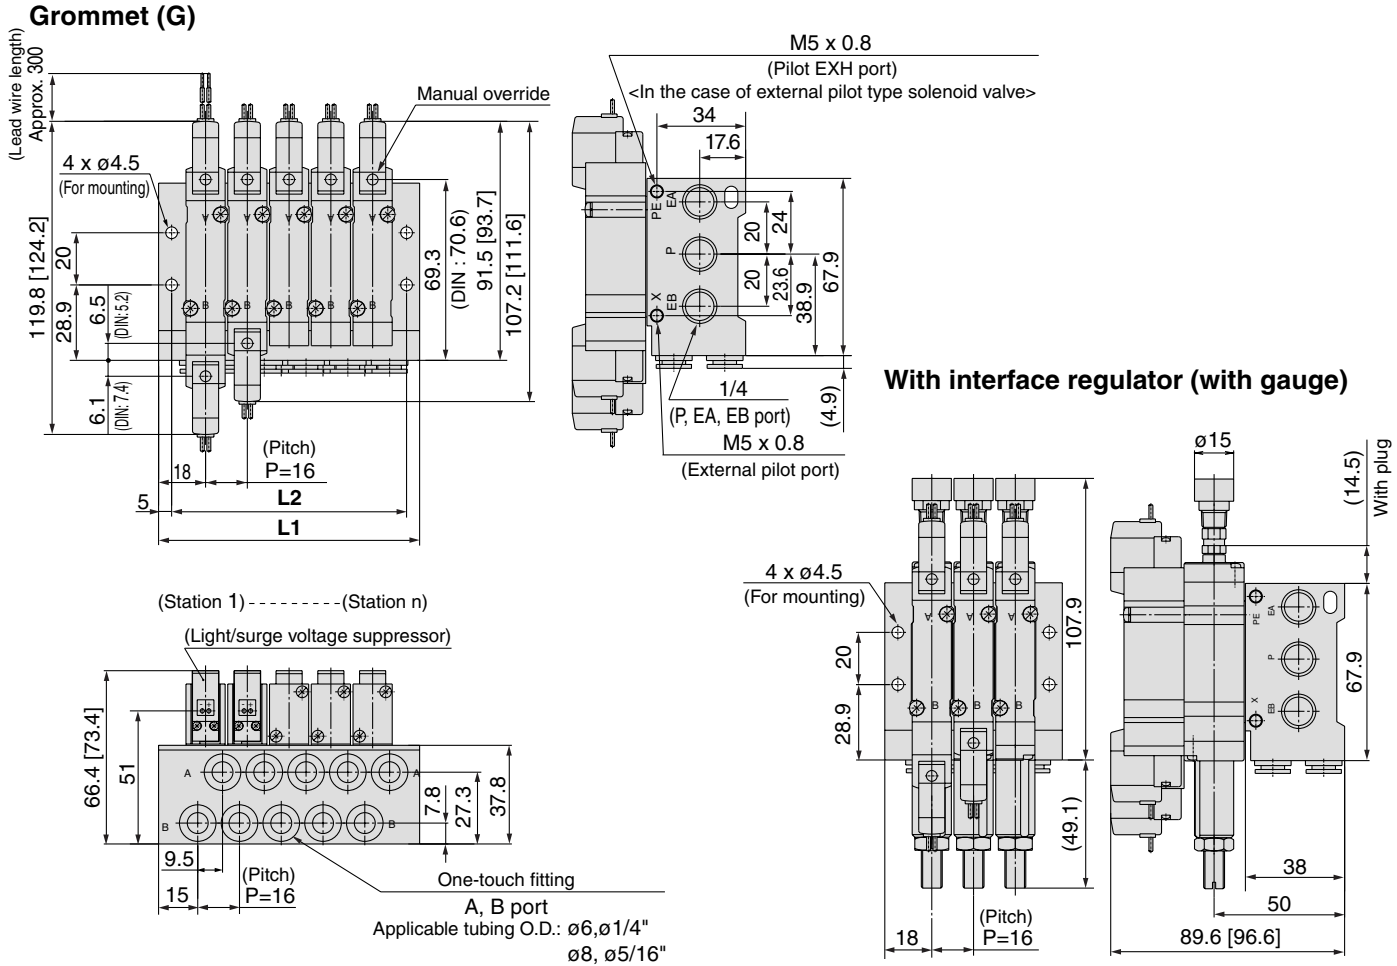 Grommet (G)
(Lead wire length)
Approx. 300
Manual override
4 x ø4.5
(For mounting)
119.8 [124.2]
20
28.9
6.5
(DIN: 5.2)
6.1
(DIN: 7.4)
69.3
(DIN : 70.6)
91.5 [93.7]
107.2 [111.6]
V
V
V
V
V
B
B
B
B
B
(Pitch)
18
P=16
5
L2
L1
M5 x 0.8
(Pilot EXH port)
<In the case of external pilot type solenoid valve>
34
17.6
PE
EA
P
X
EB
20
24
20
23.6
38.9
67.9
(4.9)
1/4
(P, EA, EB port)
M5 x 0.8
(External pilot port)
(Station 1) - - - - - - - - - (Station n)
(Light/surge voltage suppressor)
66.4 [73.4]
51
A
A
B
B
7.8
27.3
37.8
9.5
15
(Pitch)
P=16
One-touch fitting
A, B port
Applicable tubing O.D.: ø6,ø1/4"
ø8, ø5/16"
With interface regulator (with gauge)
4 x ø4.5
(For mounting)
20
28.9
A
A
A
B
B
B
107.9
(49.1)
(Pitch)
18
P=16
ø15
(14.5)
With plug
PE
EA
P
X
EB
67.9
38
50
89.6 [96.6]